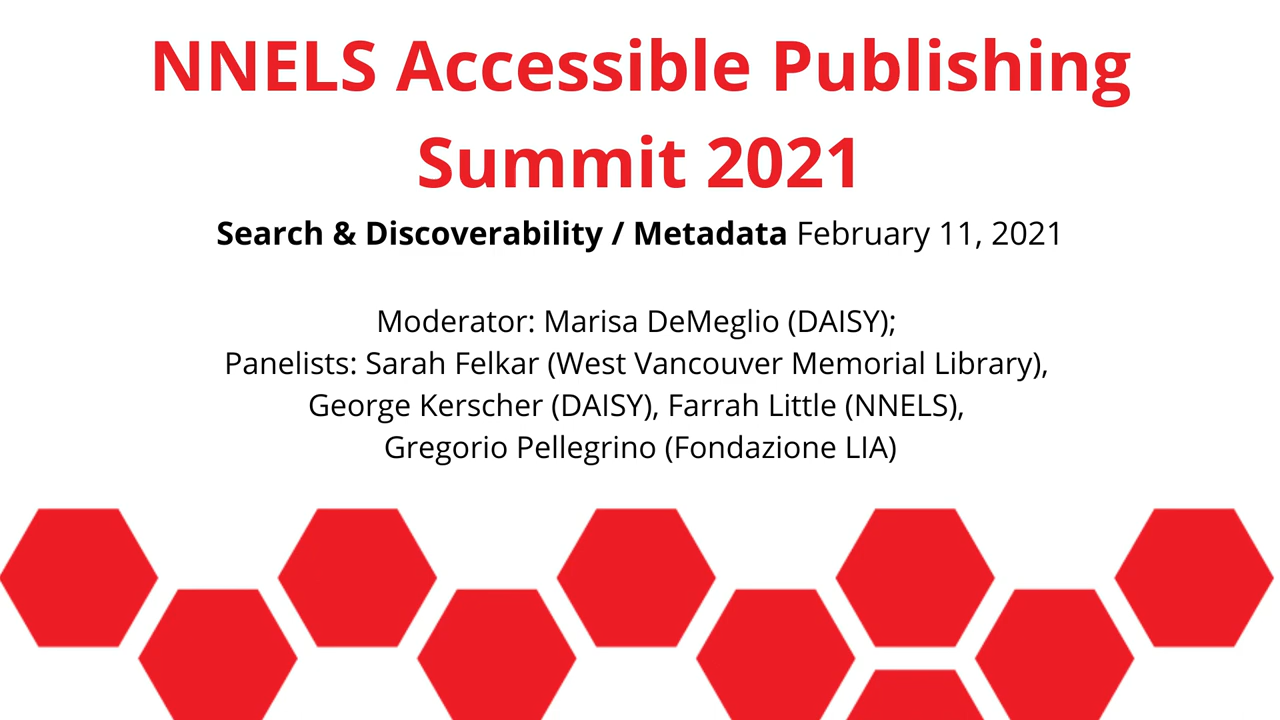 NNELS Accessible Publishing
Summit 2021
Search & Discoverability / Metadata February 11, 2021
Moderator: Marisa DeMeglio (DAISY);
Panelists: Sarah Felkar (West Vancouver Memorial Library),
George Kerscher (DAISY), Farrah Little (NNELS),
Gregorio Pellegrino (Fondazione LIA)